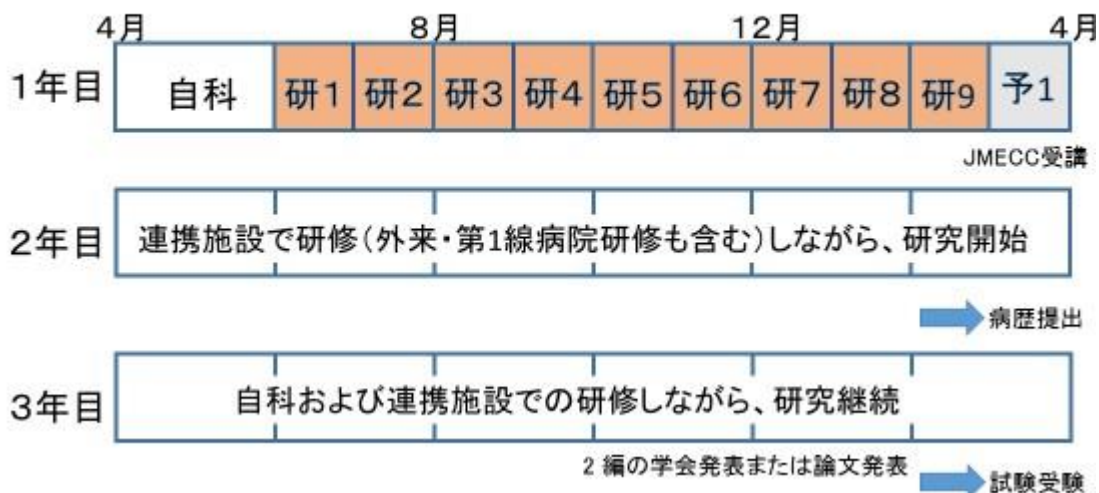 4月 8月 12月 4月
1年目 自科 研1 研2 研3 研4 研5 研6 研7 研8 研9 予1
JMECC受講
2年目 連携施設で研修(外来・第1線病院研修も含む)しながら、研究開始
病歴提出
3年目 自科および連携施設での研修しながら、研究継続
2編の学会発表または論文発表
試験受験